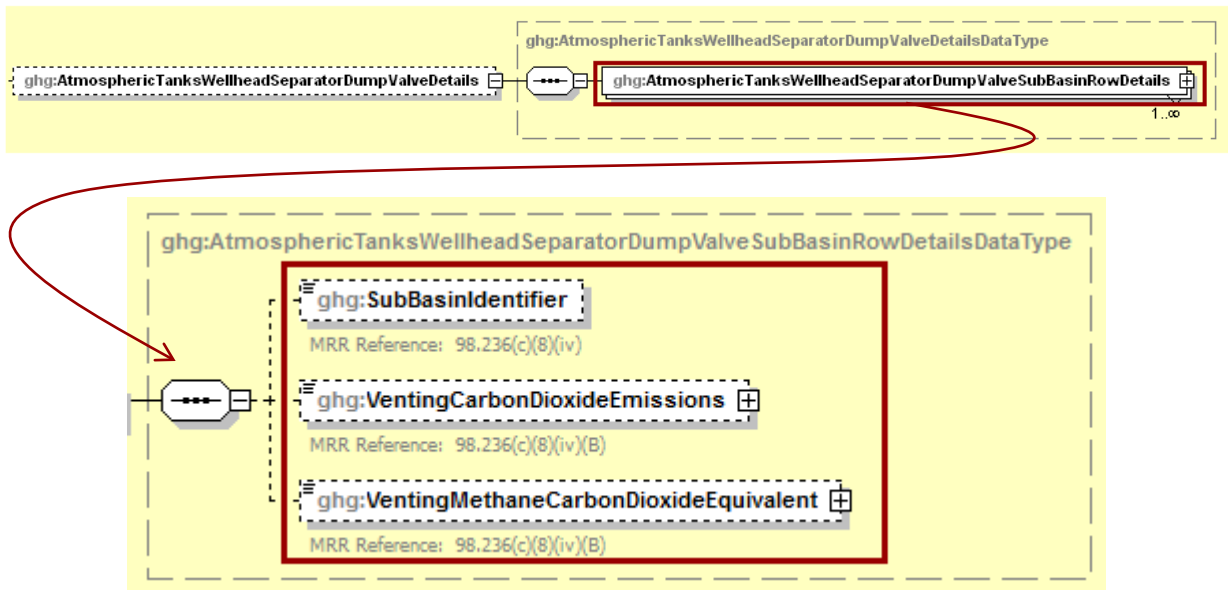 ghg:AtmosphericTanksWellheadSeparatorDumpValveDetailsDataType
ghg:AtmosphericTanksWellheadSeparatorDumpValveDetails
ghg:AtmosphericTanksWellheadSeparatorDumpValveSubBasinRowDetails
1..∞
ghg:AtmosphericTanksWellheadSeparatorDumpValveSubBasinRowDetailsDataType
ghg:SubBasinIdentifier
MRR Reference: 98.236(c)(8)(iv)
ghg:VentingCarbonDioxideEmissions
MRR Reference: 98.236(c)(8)(iv)(B)
ghg:VentingMethaneCarbonDioxideEquivalent
MRR Reference: 98.236(c)(8)(iv)(B)